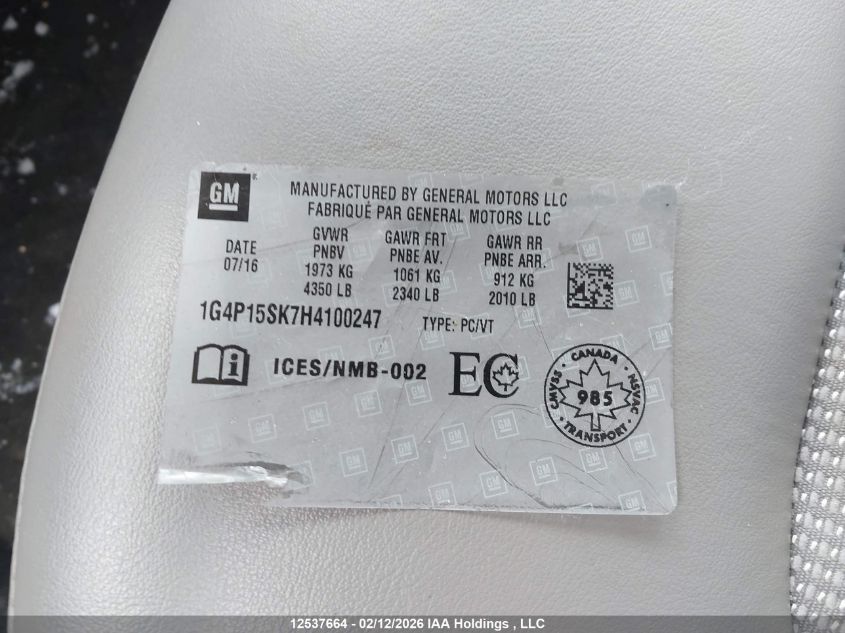 GM
MANUFACTURED BY GENERAL MOTORS LLC
FABRIQUÉ PAR GENERAL MOTORS LLC
DATE
07/16
GVWR
PNBV
1973 KG
4350 LB
GAWR FRT
PNBE AV.
1061 KG
2340 LB
GAWR RR
PNBE ARR.
912 KG
2010 LB
1G4P15SK7H4100247
TYPE: PC/VT
i ICES/NMB-002 EC
CANADA
CMVSS
985
NSVAC
TRANSPORT
12537664 - 02/12/2026 IAA Holdings , LLC